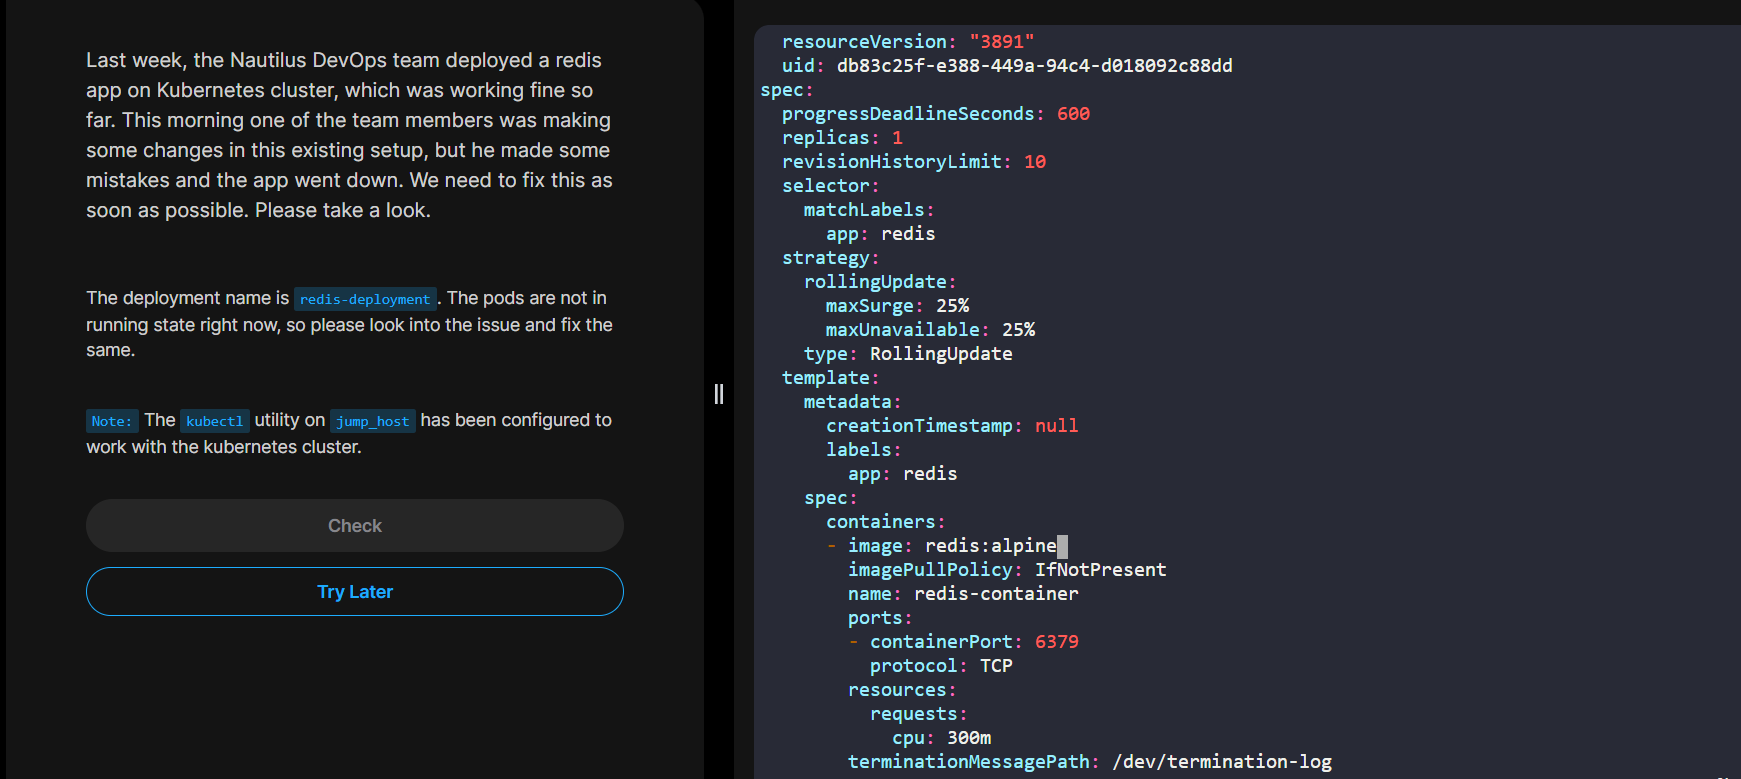 Last week, the Nautilus DevOps team deployed a redis
app on Kubernetes cluster, which was working fine so
far. This morning one of the team members was making
some changes in this existing setup, but he made some
mistakes and the app went down. We need to fix this as
soon as possible. Please take a look.
The deployment name is redis-deployment. The pods are not in
running state right now, so please look into the issue and fix the
same.
Note: The kubectl utility on jump_host has been configured to
work with the kubernetes cluster.
Check
Try Later
resourceVersion: "3891"
uid: db83c25f-e388-449a-94c4-d018092c88dd
spec:
progressDeadlineSeconds: 600
replicas: 1
revisionHistoryLimit: 10
selector:
matchLabels:
app: redis
strategy:
rollingUpdate:
maxSurge: 25%
maxUnavailable: 25%
type: RollingUpdate
template:
metadata:
creationTimestamp: null
labels:
app: redis
spec:
containers:
- image: redis:alpine
imagePullPolicy: IfNotPresent
name: redis-container
ports:
- containerPort: 6379
protocol: TCP
resources:
requests:
cpu: 300m
terminationMessagePath: /dev/termination-log